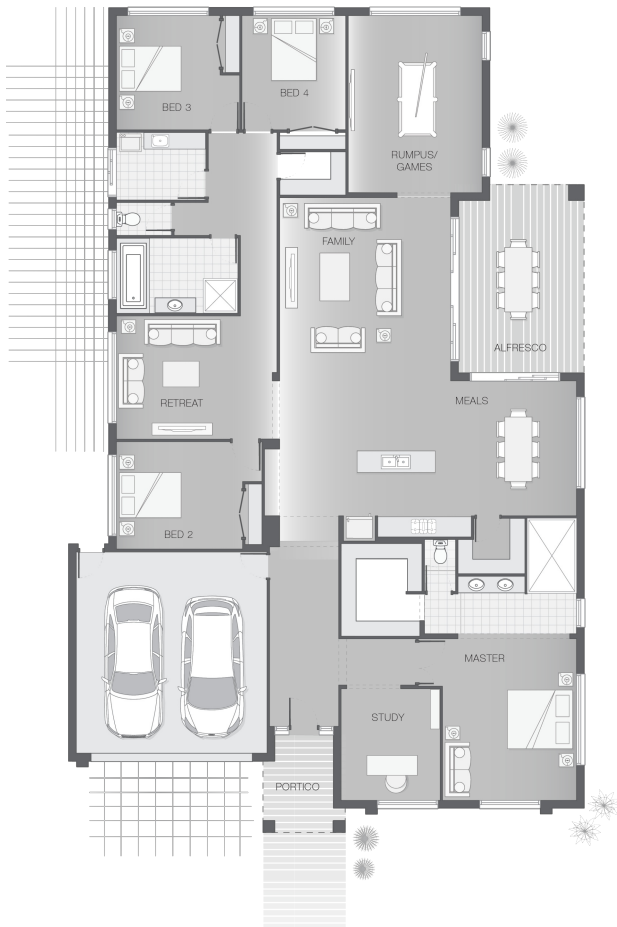 BED 3
BED 4
RUMPUS/
GAMES
FAMILY
ALFRESCO
RETREAT
MEALS
BED 2
MASTER
STUDY
PORTICO